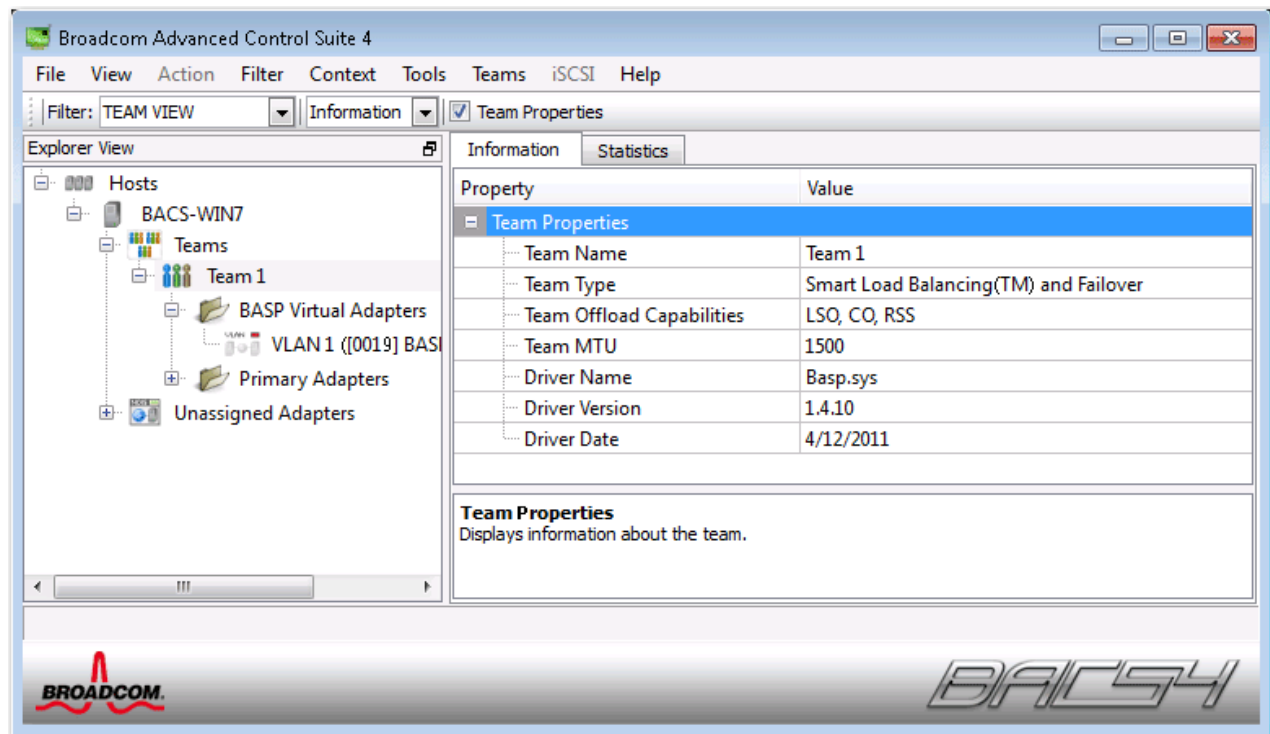 Broadcom Advanced Control Suite 4
File View Action Filter Context Tools Teams iSCSI Help
Filter: TEAM VIEW Information Team Properties
Explorer View
Hosts
BACS-WIN7
Teams
Team 1
BASP Virtual Adapters
VLAN 1 ([0019] BASI
Primary Adapters
Unassigned Adapters
Information Statistics
Property Value
Team Properties
Team Name Team 1
Team Type Smart Load Balancing(TM) and Failover
Team Offload Capabilities LSO, CO, RSS
Team MTU 1500
Driver Name Basp.sys
Driver Version 1.4.10
Driver Date 4/12/2011
Team Properties
Displays information about the team.
BROADCOM.
BACS4